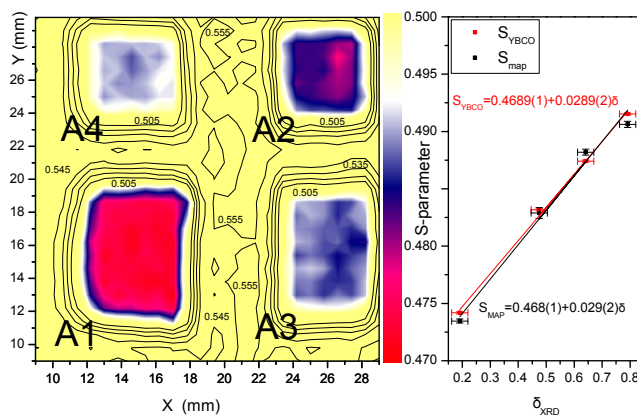 Y (mm)
28
26
24
22
20
18
16
14
12
10
10 12 14 16 18 20 22 24 26 28
X (mm)
A4
A2
A1
A3
0.555
0.505
0.505
0.545
0.555
0.535
0.505
0.505
0.555
0.555
0.545
0.500
0.495
0.490
0.485
0.480
0.475
0.470
S-parameter
S_YBCO
S_map
S_YBCO=0.4689(1)+0.0289(2)δ
S_MAP=0.468(1)+0.029(2)δ
0.2 0.3 0.4 0.5 0.6 0.7 0.8
δ_XRD